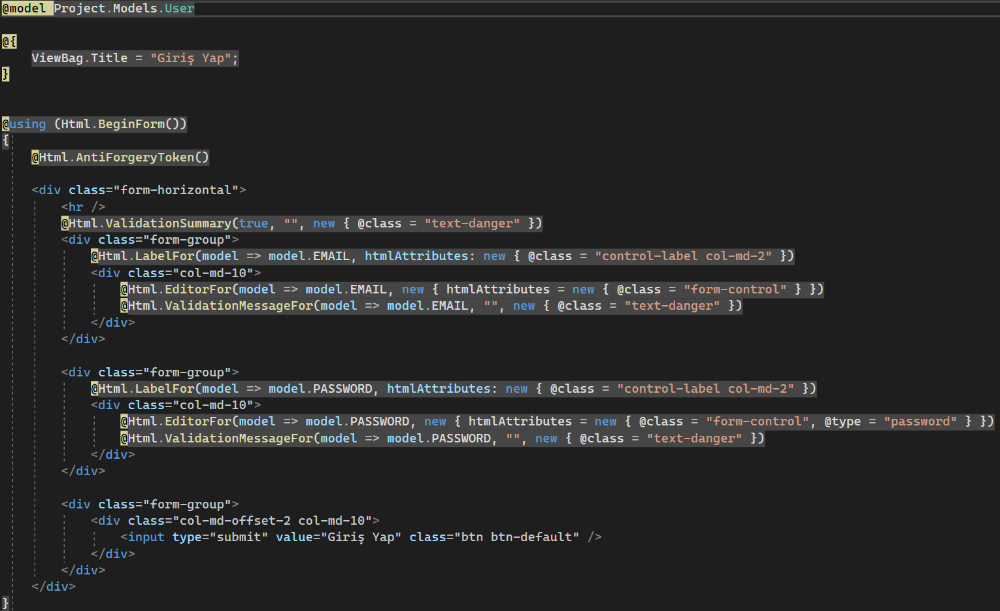 @model Project.Models.User
@{
ViewBag.Title = "Giriş Yap";
}
@using (Html.BeginForm())
{
@Html.AntiForgeryToken()
<div class="form-horizontal">
<hr />
@Html.ValidationSummary(true, "", new { @class = "text-danger" })
<div class="form-group">
@Html.LabelFor(model => model.EMAIL, htmlAttributes: new { @class = "control-label col-md-2" })
<div class="col-md-10">
@Html.EditorFor(model => model.EMAIL, new { htmlAttributes = new { @class = "form-control" } })
@Html.ValidationMessageFor(model => model.EMAIL, "", new { @class = "text-danger" })
</div>
</div>
<div class="form-group">
@Html.LabelFor(model => model.PASSWORD, htmlAttributes: new { @class = "control-label col-md-2" })
<div class="col-md-10">
@Html.EditorFor(model => model.PASSWORD, new { htmlAttributes = new { @class = "form-control", @type = "password" } })
@Html.ValidationMessageFor(model => model.PASSWORD, "", new { @class = "text-danger" })
</div>
</div>
<div class="form-group">
<div class="col-md-offset-2 col-md-10">
<input type="submit" value="Giriş Yap" class="btn btn-default" />
</div>
</div>
</div>
}